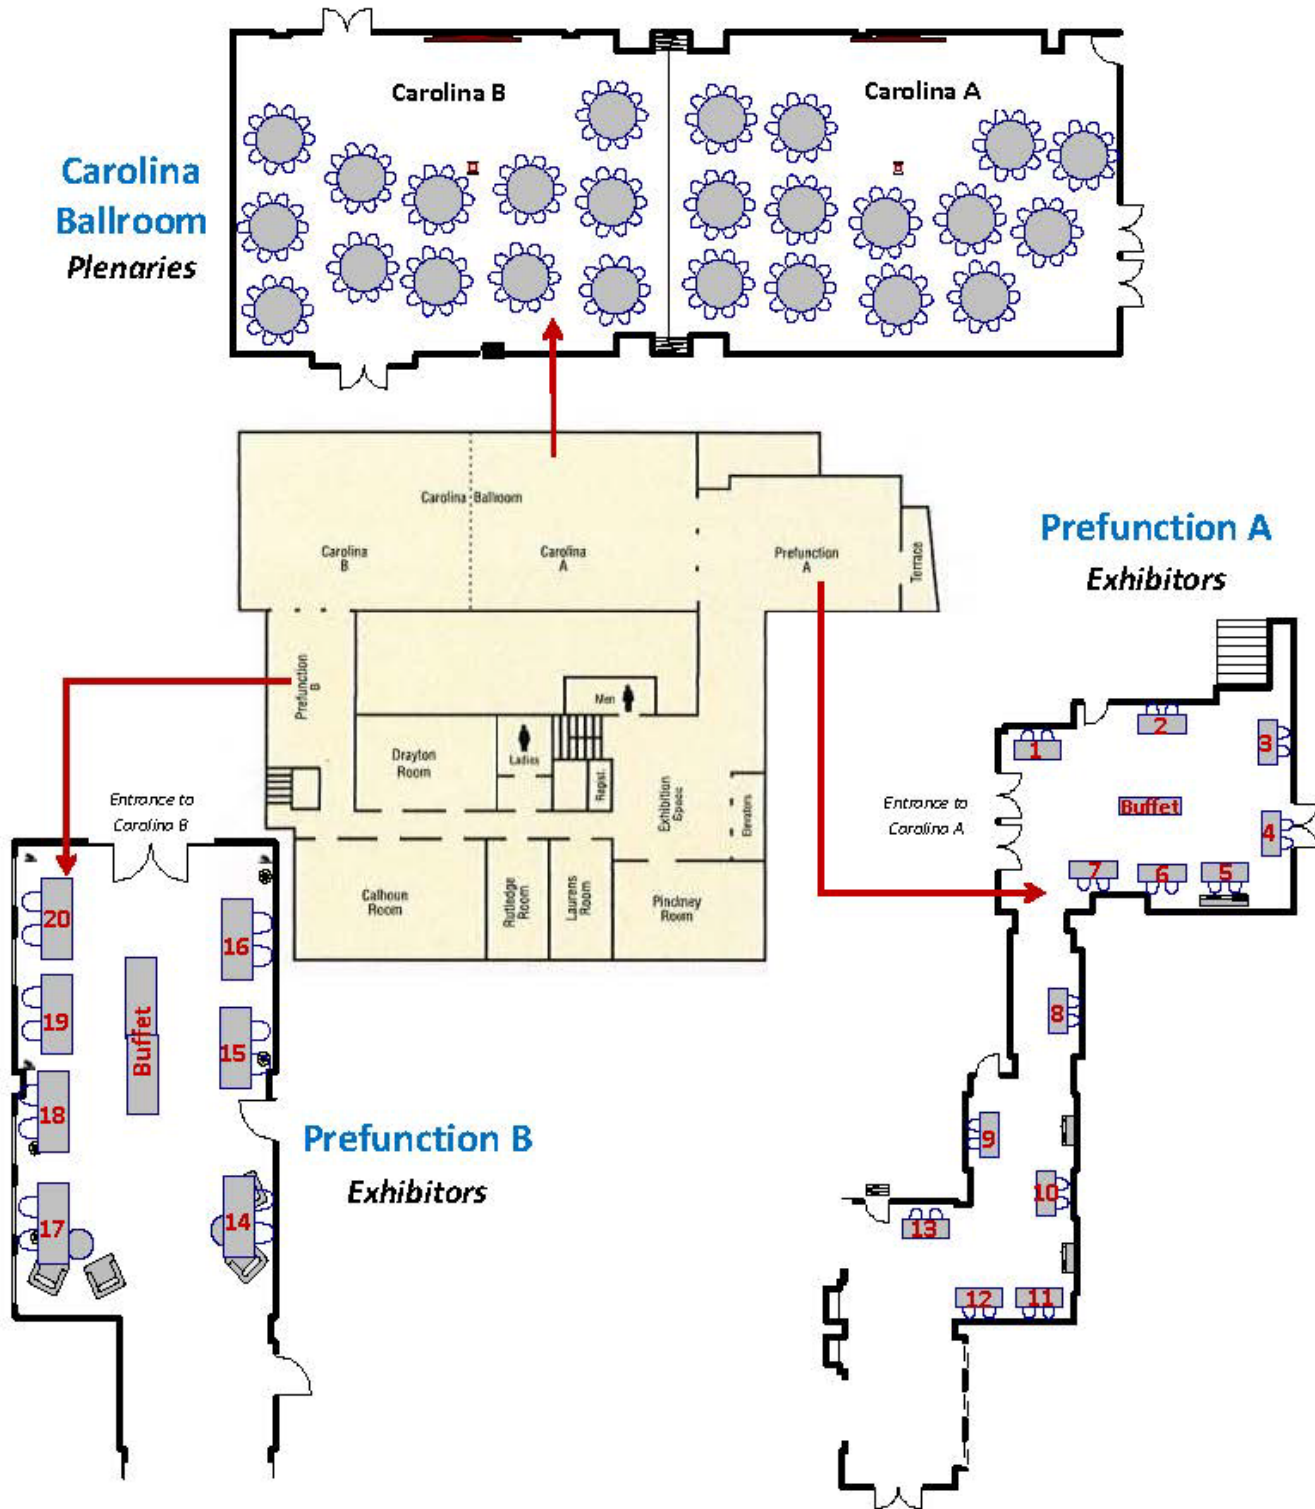 Carolina B
Carolina A
Carolina
Ballroom
Plenaries
Carolina Ballroom
Carolina
B
Carolina
A
Prefunction
A
Terrace
Prefunction A
Exhibitors
Prefunction
B
Men
Drayton
Room
Ladies
Regist.
Exhibition
Space
Elevators
Calhoun
Room
Rutledge
Room
Laurens
Room
Pinckney
Room
Entrance to
Carolina B
Entrance to
Carolina A
1
2
3
Buffet
4
7
6
5
8
9
10
13
12
11
20
16
19
Buffet
15
18
17
14
Prefunction B
Exhibitors